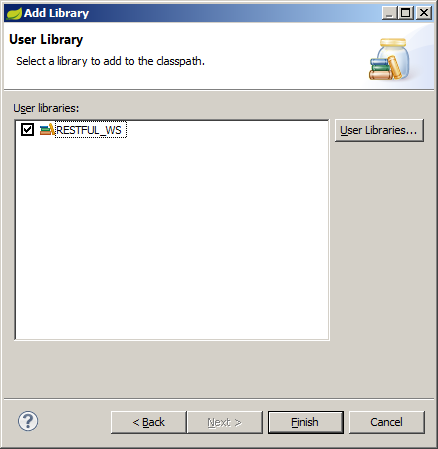 Add Library
User Library
Select a library to add to the classpath.
User libraries:
RESTFUL_WS
User Libraries...
?
< Back
Next >
Finish
Cancel